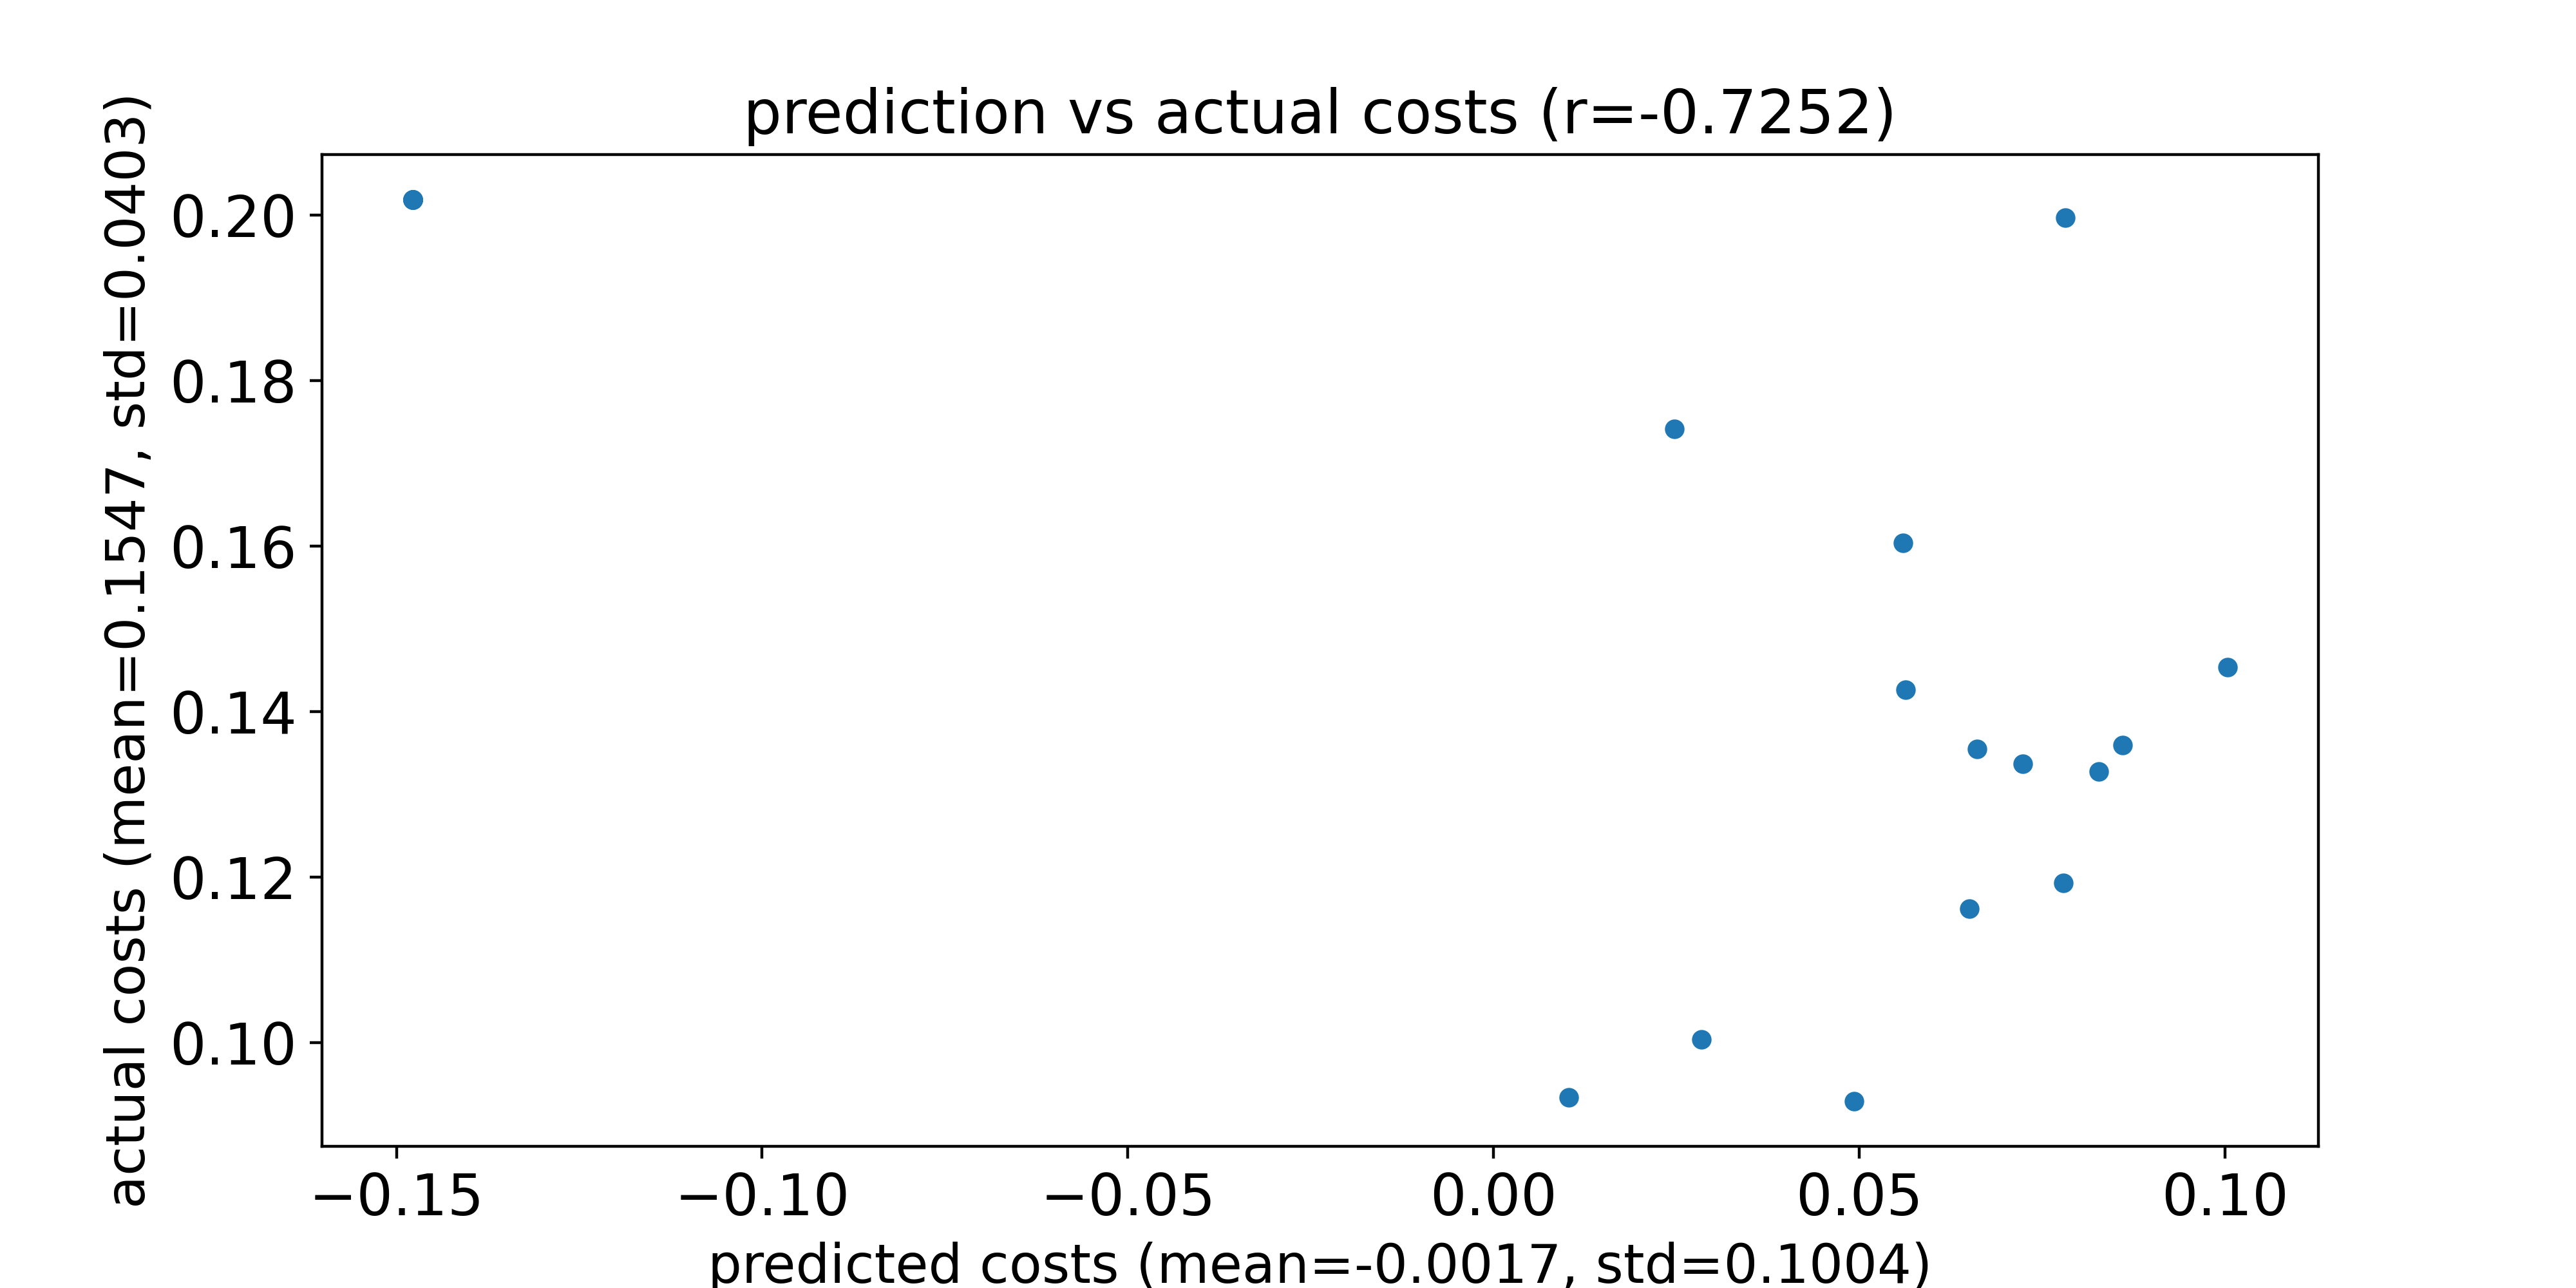 prediction vs actual costs (r=-0.7252)
actual costs (mean=0.1547, std=0.0403)
0.20
0.18
0.16
0.14
0.12
0.10
−0.15 −0.10 −0.05 0.00 0.05 0.10
predicted costs (mean=-0.0017, std=0.1004)